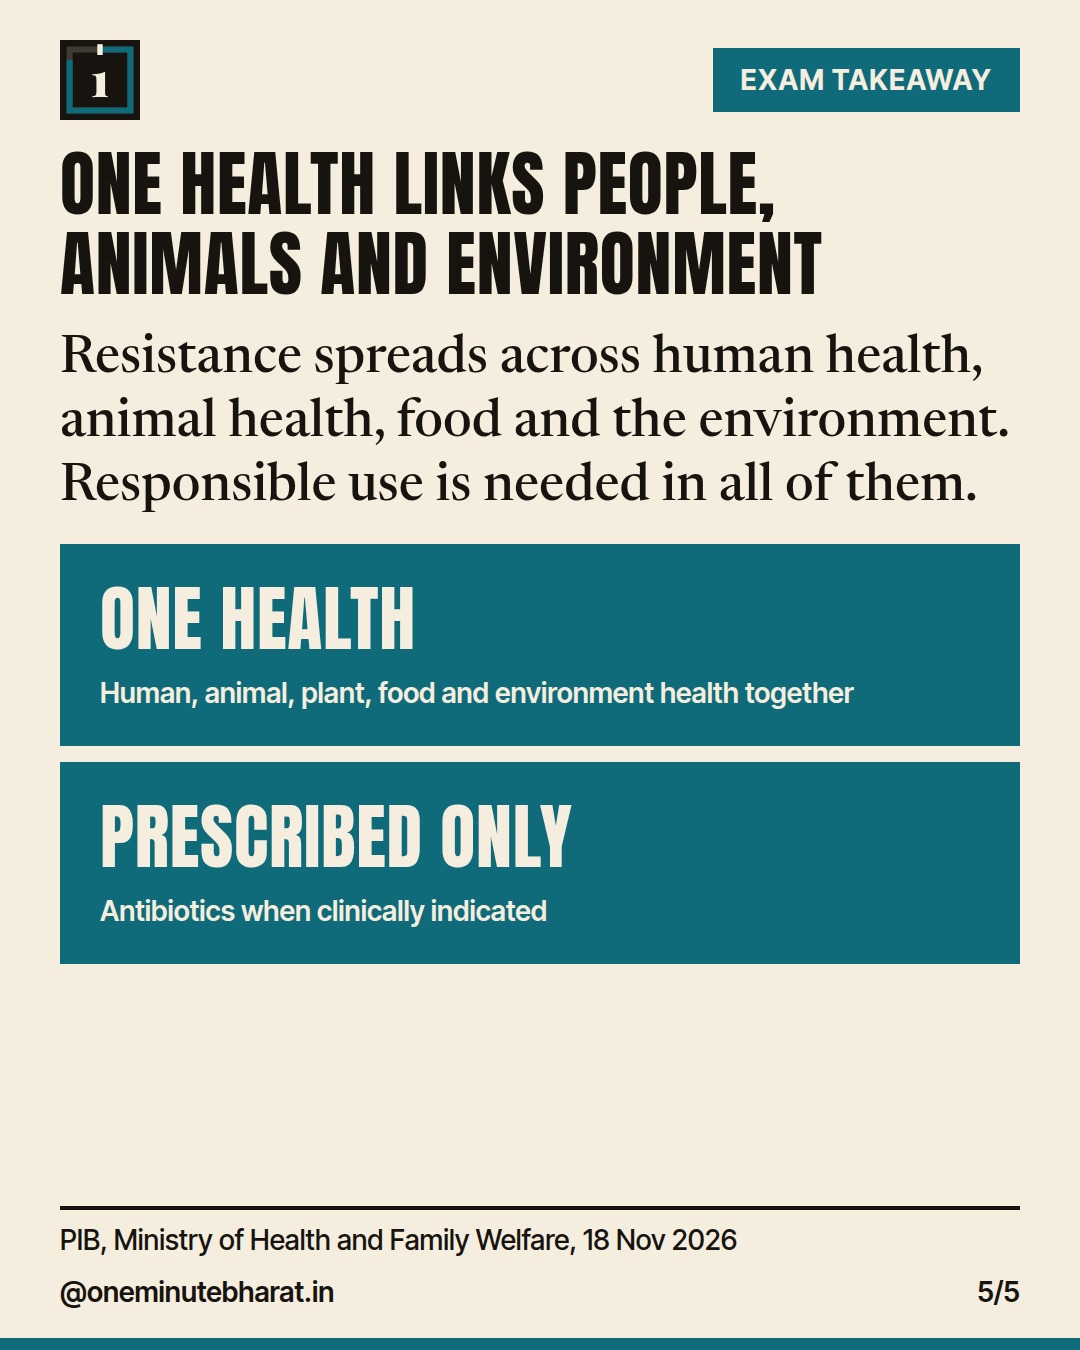 1
EXAM TAKEAWAY
ONE HEALTH LINKS PEOPLE,
ANIMALS AND ENVIRONMENT
Resistance spreads across human health,
animal health, food and the environment.
Responsible use is needed in all of them.
ONE HEALTH
Human, animal, plant, food and environment health together
PRESCRIBED ONLY
Antibiotics when clinically indicated
PIB, Ministry of Health and Family Welfare, 18 Nov 2026
@oneminutebharat.in
5/5